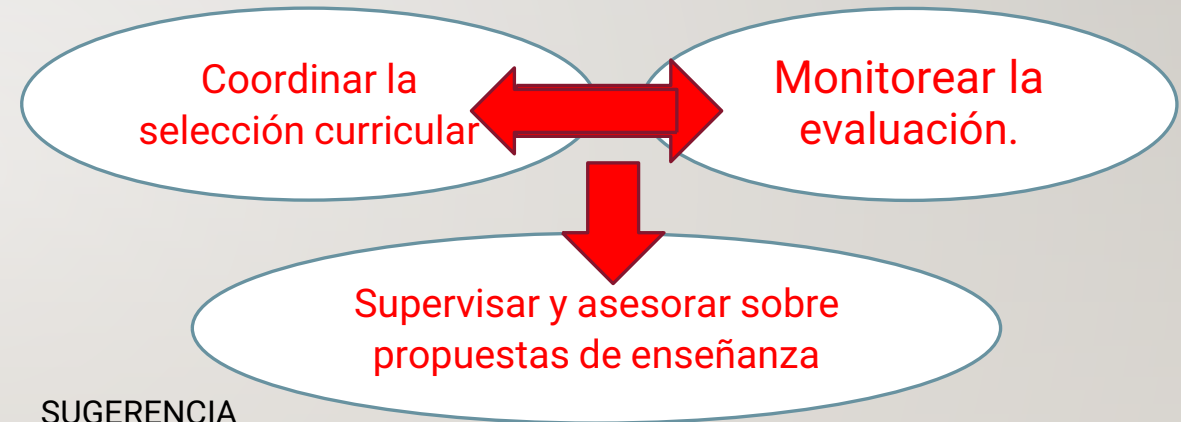 Coordinar la
selección curricular
Monitorear la
evaluación.
Supervisar y asesorar sobre
propuestas de enseñanza
SUGERENCIA